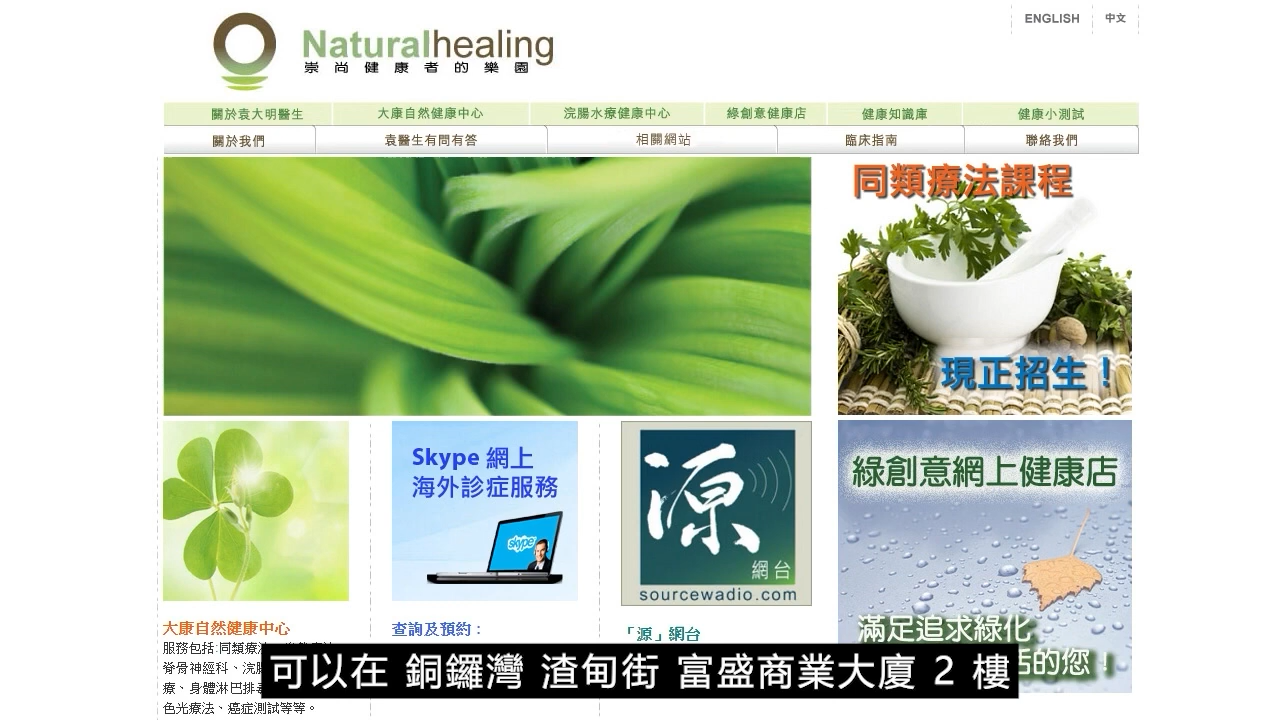 ENGLISH 中文
Naturalhealing
崇尚健康者的樂園
關於袁大明醫生 大康自然健康中心 浣腸水療健康中心 綠創意健康店 健康知識庫 健康小測試
關於我們 袁醫生有問有答 相關網站 臨床指南 聯絡我們
同類療法課程
現正招生！
Skype 網上
海外診症服務
skype
源
網台
sourcewadio.com
綠創意網上健康店
滿足追求綠化
活的您！
大康自然健康中心
服務包括:同類療法
脊骨神經科、浣腸
療、身體淋巴排毒
色光療法、癌症測試等等。
查詢及預約：
「源」網台
可以在 銅鑼灣 渣甸街 富盛商業大廈 2 樓